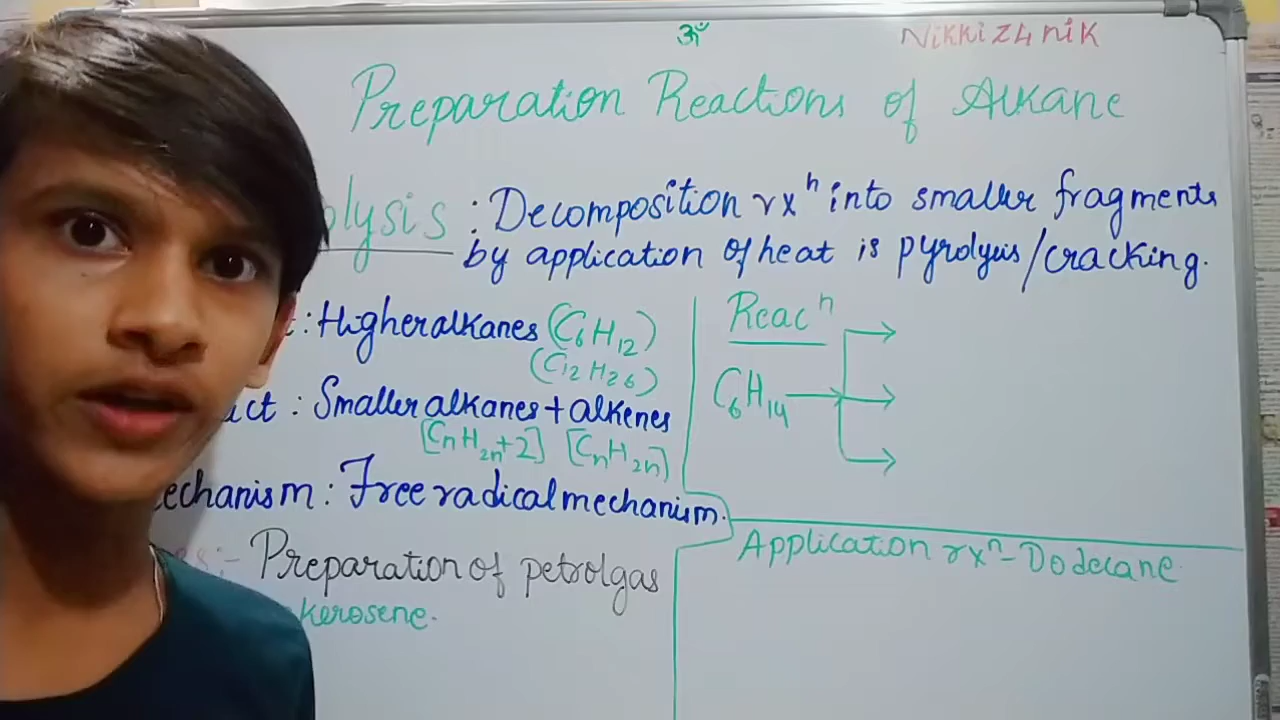 ॐ
Nikkiz4nik
Preparation Reactions of Alkane
olysis : Decomposition rxⁿ into smaller fragments
by application of heat is pyrolysis/cracking.
: Higher alkanes (C₆H₁₂)
(C₁₂H₂₆)
uct : Smaller alkanes + alkenes
[CₙH₂ₙ+2] [CₙH₂ₙ]
echanism : Free radical mechanism.
:- Preparation of petrolgas
kerosene.
Reacⁿ
C₆H₁₄
Application rxⁿ - Dodecane